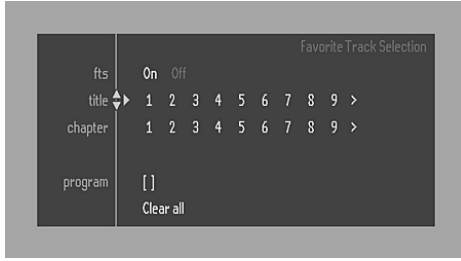 Favorite Track Selection
fts On Off
title 1 2 3 4 5 6 7 8 9 >
chapter 1 2 3 4 5 6 7 8 9 >
program [ ]
Clear all